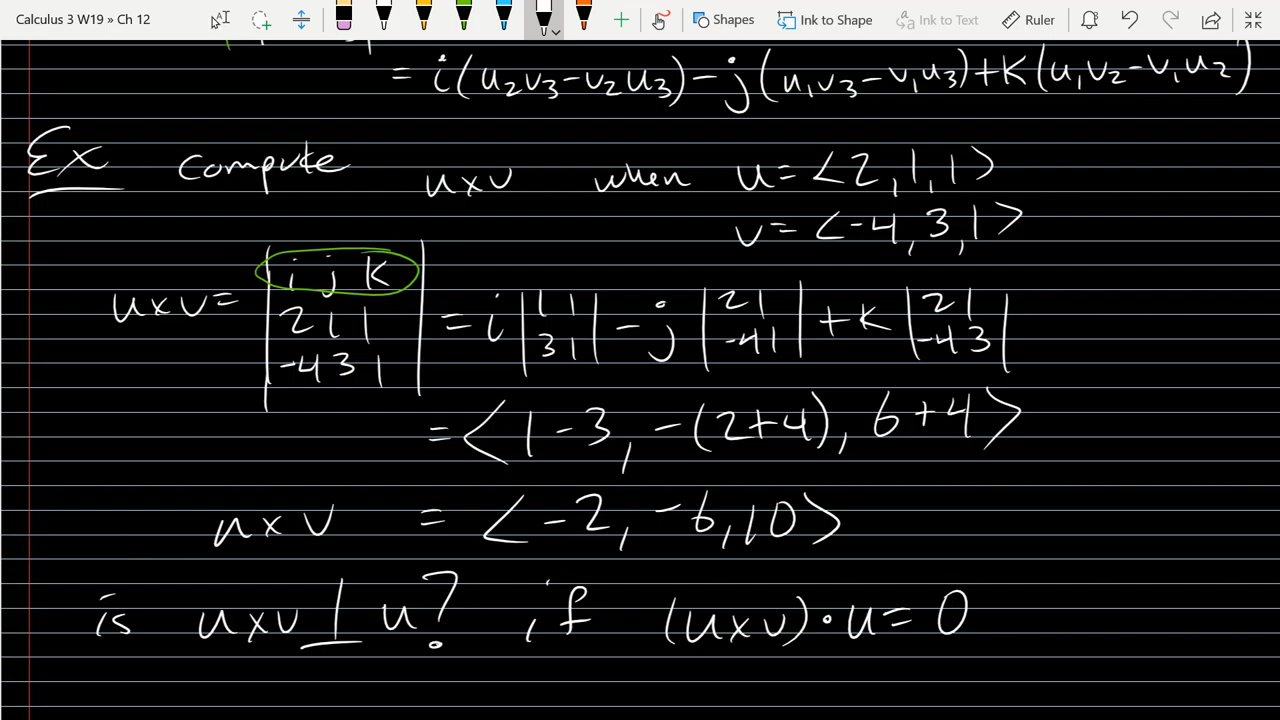 Calculus 3 W19 » Ch 12
Shapes Ink to Shape Ink to Text Ruler
= i(u₂v₃-v₂u₃)-j(u₁v₃-v₁u₃)+k(u₁v₂-v₁u₂)
Ex compute u×v when u=<2,1,1>
v=<-4,3,1>
u×v= |i j k| = i |1 1| - j |2 1| + k |2 1|
|2 1 1| |3 1| |-4 1| |-4 3|
|-4 3 1|
=<1-3, -(2+4), 6+4>
u×v = <-2, -6, 10>
is u×v ⊥ u? if (u×v)·u=0